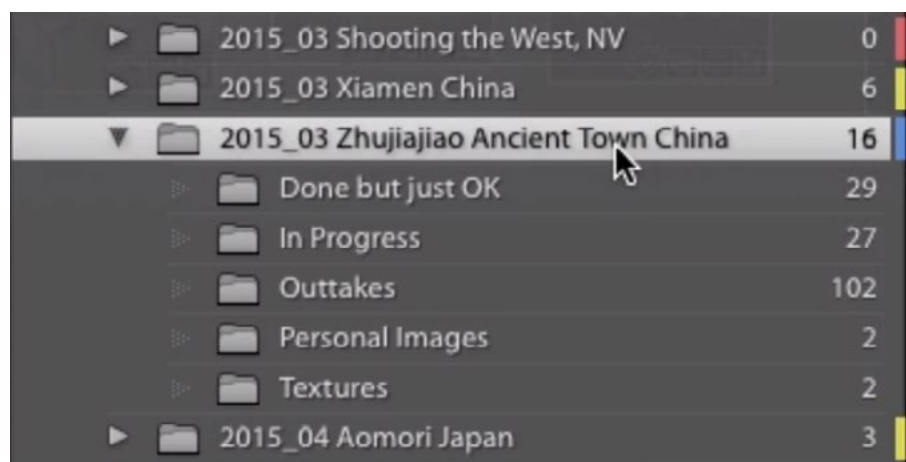 2015_03 Shooting the West, NV 0
2015_03 Xiamen China 6
2015_03 Zhujiajiao Ancient Town China 16
Done but just OK 29
In Progress 27
Outtakes 102
Personal Images 2
Textures 2
2015_04 Aomori Japan 3